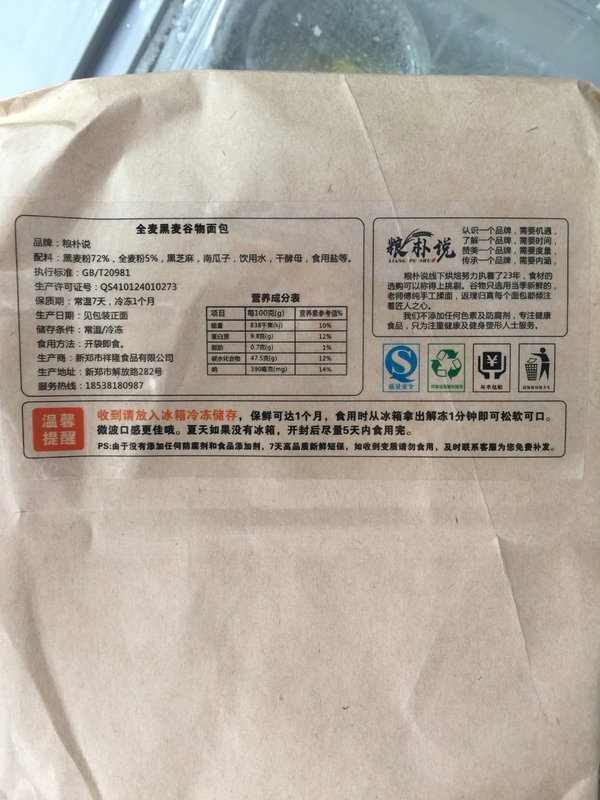 全麦黑麦谷物面包
品牌：粮朴说
配料：黑麦粉72%，全麦粉5%，黑芝麻，南瓜子，饮用水，干酵母，食用盐等。
执行标准：GB/T20981
生产许可证号：QS410124010273
保质期：常温7天，冷冻1个月
生产日期：见包装正面
储存条件：常温/冷冻
食用方法：开袋即食。
生产商：新郑市祥隆食品有限公司
生产地址：新郑市解放路282号
服务热线：18538180987
营养成分表
项目 每100克(g) 营养素参考值%
能量 838千焦(kj) 10%
蛋白质 9.8克(g) 12%
脂肪 0.7克(g) 1%
碳水化合物 47.5克(g) 12%
钠 390毫克(mg) 14%
粮朴说
LIANG PU SHUO
认识一个品牌，需要机遇，
了解一个品牌，需要时间，
赞美一个品牌，需要度量，
传承一个品牌，需要内涵。
粮朴说线下烘焙努力执着了23年，食材的
选购可以称得上挑剔。谷物只选用当季新鲜的，
老师傅纯手工揉面，返璞归真每个面包都倾注
着匠人之心。
我们不添加任何色素及防腐剂，专注健康
食品，只为注重健康及健身塑形人士服务。
质量安全
温馨
提醒
收到请放入冰箱冷冻储存，保鲜可达1个月，食用时从冰箱拿出解冻1分钟即可松软可口。
微波口感更佳哦。夏天如果没有冰箱，开封后尽量5天内食用完。
PS:由于没有添加任何防腐剂和食品添加剂，7天高品质新鲜短保，如收到变质请勿食用，及时联系客服为您免费补发。